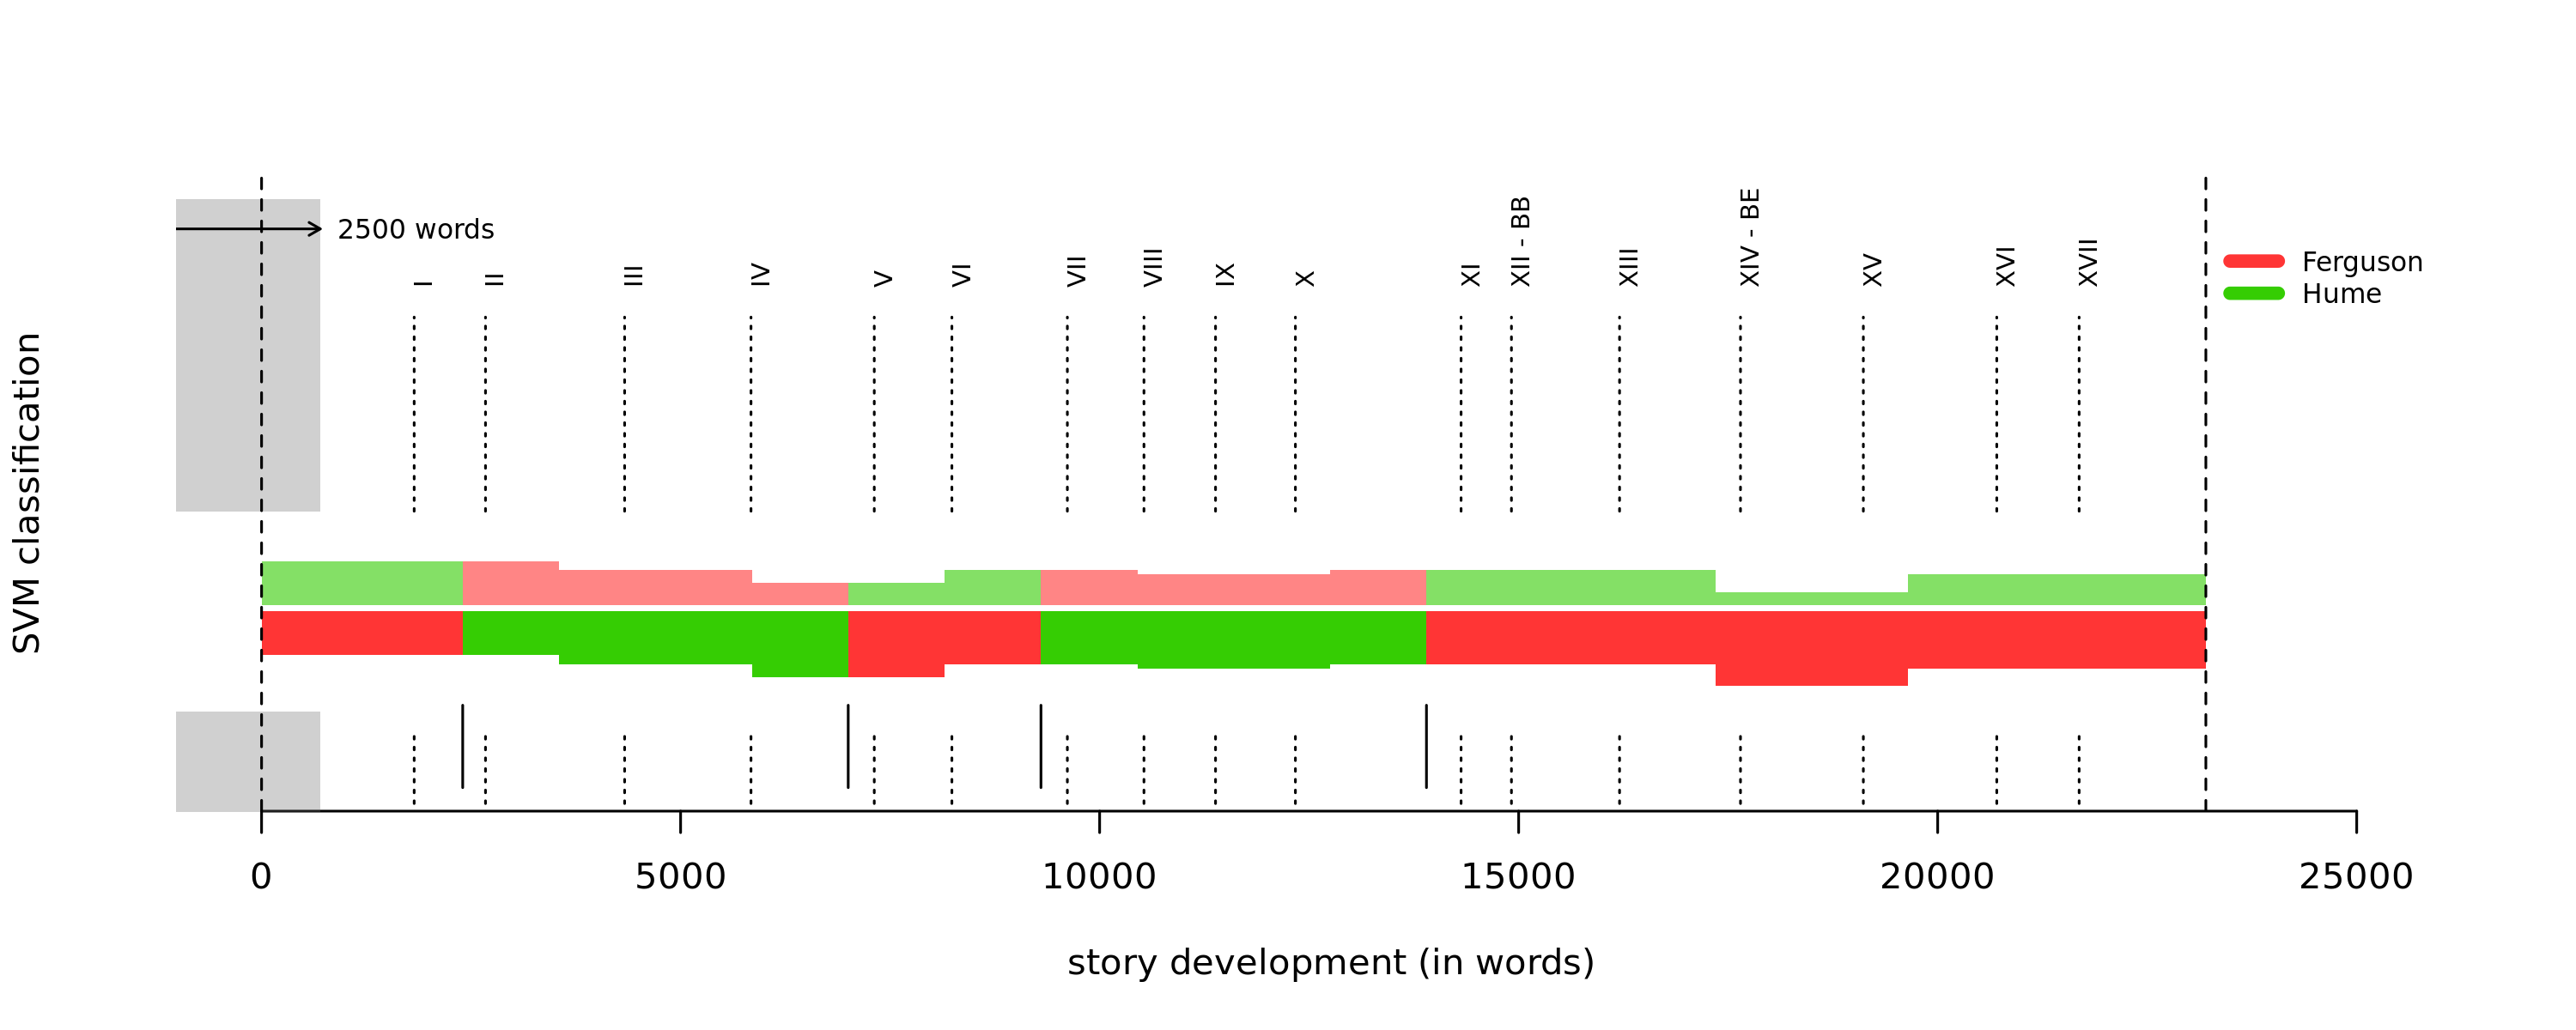 2500 words
I
II
III
IV
V
VI
VII
VIII
IX
X
XI
XII - BB
XIII
XIV - BE
XV
XVI
XVII
Ferguson
Hume
SVM classification
0
5000
10000
15000
20000
25000
story development (in words)